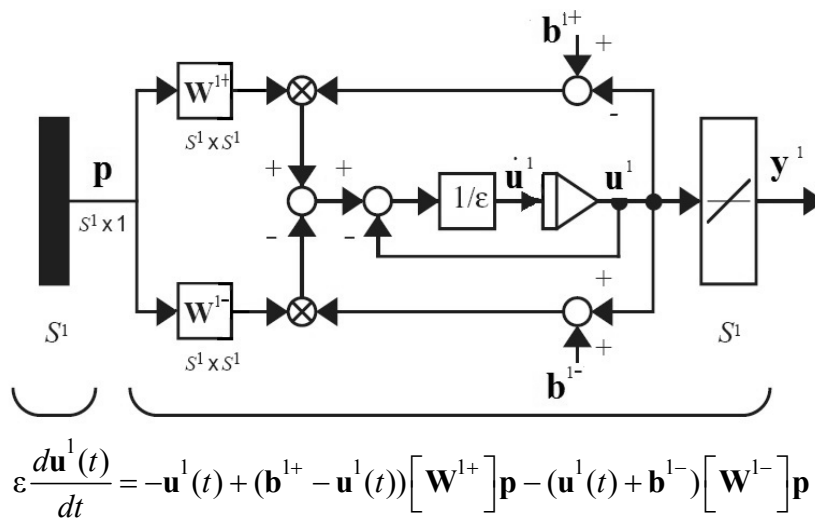 b¹⁺
+
W¹⁺
-
S¹ x S¹
p
+
+
1/ε
u̇¹
u¹
y¹
S¹ x 1
-
-
W¹⁻
+
S¹
S¹ x S¹
+
S¹
b¹⁻
ε du¹(t)/dt = -u¹(t) + (b¹⁺ - u¹(t))[W¹⁺]p - (u¹(t) + b¹⁻)[W¹⁻]p